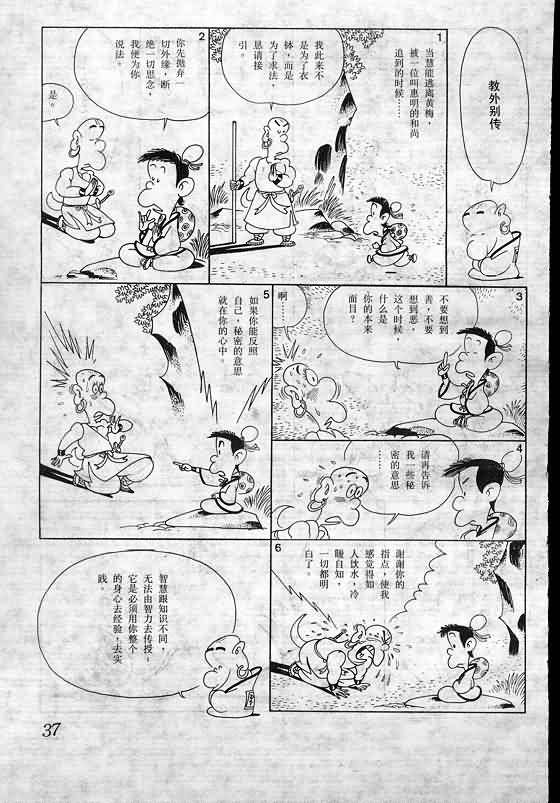 教外别传
1
当慧能逃离黄梅,
被一位叫惠明的和尚
追到的时候……
我此来不
是为了衣
钵,而是
为了求法,
恳请接
引。
2
你先抛弃一
切外缘,断
绝一切思念,
我便为你
说法。
是。
3
不要想到
善,不要
想到恶,
这个时候,
什么是
你的本来
面目?
啊……
4
请再告诉
我一些秘
密的意思
……
5
如果你能反照
自己,秘密的意思
就在你的心中。
6
谢谢你的
指点,使我
感觉得如
人饮水,冷
暖自知,
一切都明
白了。
智慧跟知识不同,
无法由智力去传授,
它是必须用你整个
的身心去经验,去实
践。
37